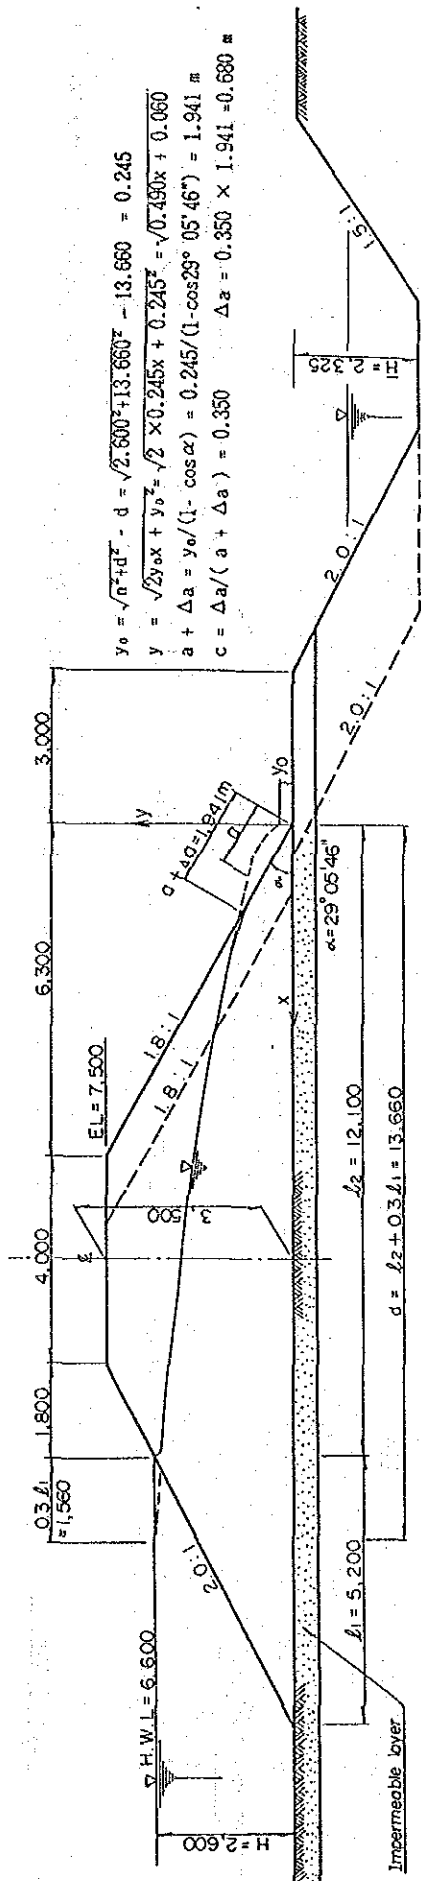 y₀ = √n²+d² - d = √2.600²+13.660² - 13.660 = 0.245
y = √2y₀x + y₀² = √2 ×0.245x + 0.245² = √0.490x + 0.060
a + Δa = y₀/(1- cosα) = 0.245/(1-cos29° 05'46") = 1.941 m
c = Δa/( a + Δa ) = 0.350 Δa = 0.350 × 1.941 =0.680 m
0.3 ℓ₁ 1,800 4,000 6,300 3,000
≒1,560
EL= 7,500
y
▽ H.W.L= 6,600
2.0:1
3,500
1.8 : 1
1.8 : 1
a + Δa=1.941m
a
y₀
α
x
H=2,600
2.0 : 1
2.0 : 1
H̄= 2,325
1.5:1
α=29° 05'46"
ℓ₁= 5,200
ℓ₂ = 12,100
d = ℓ₂ + 0.3 ℓ₁ = 13.660
Impermeable layer